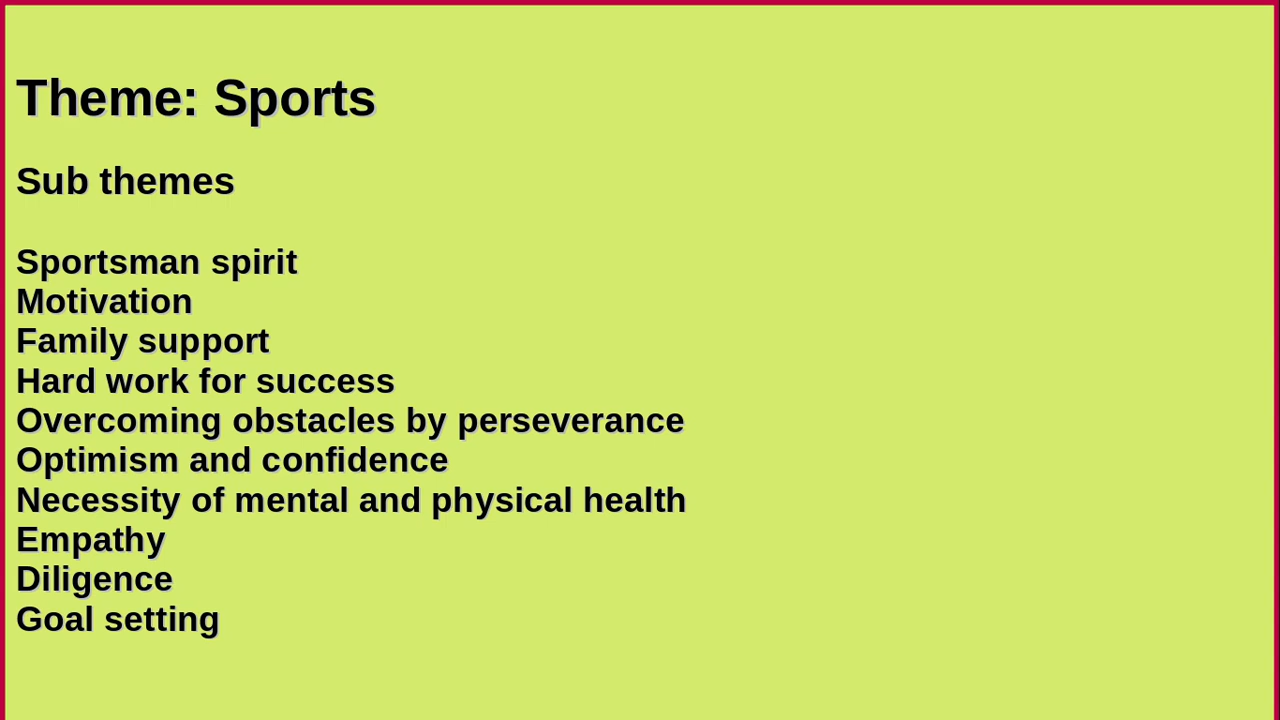 Theme: Sports
Sub themes
Sportsman spirit
Motivation
Family support
Hard work for success
Overcoming obstacles by perseverance
Optimism and confidence
Necessity of mental and physical health
Empathy
Diligence
Goal setting